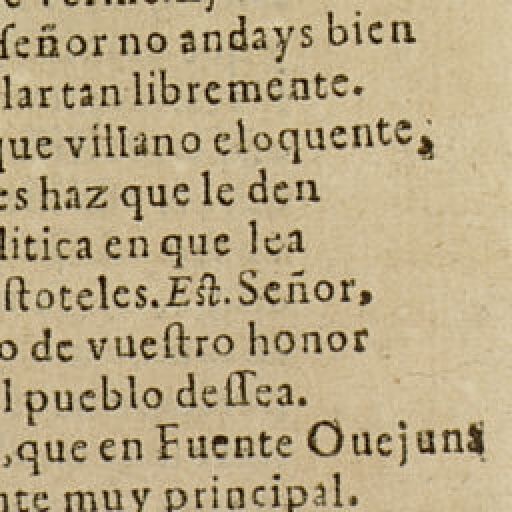 ſeñor no andays bien
lar tan libremente.
que villano eloquente,
es haz que le den
litica en que lea
ſtoteles. Eſt. Señor,
o de vueſtro honor
l pueblo deſſea.
, que en Fuente Ouejuna
nte muy principal.